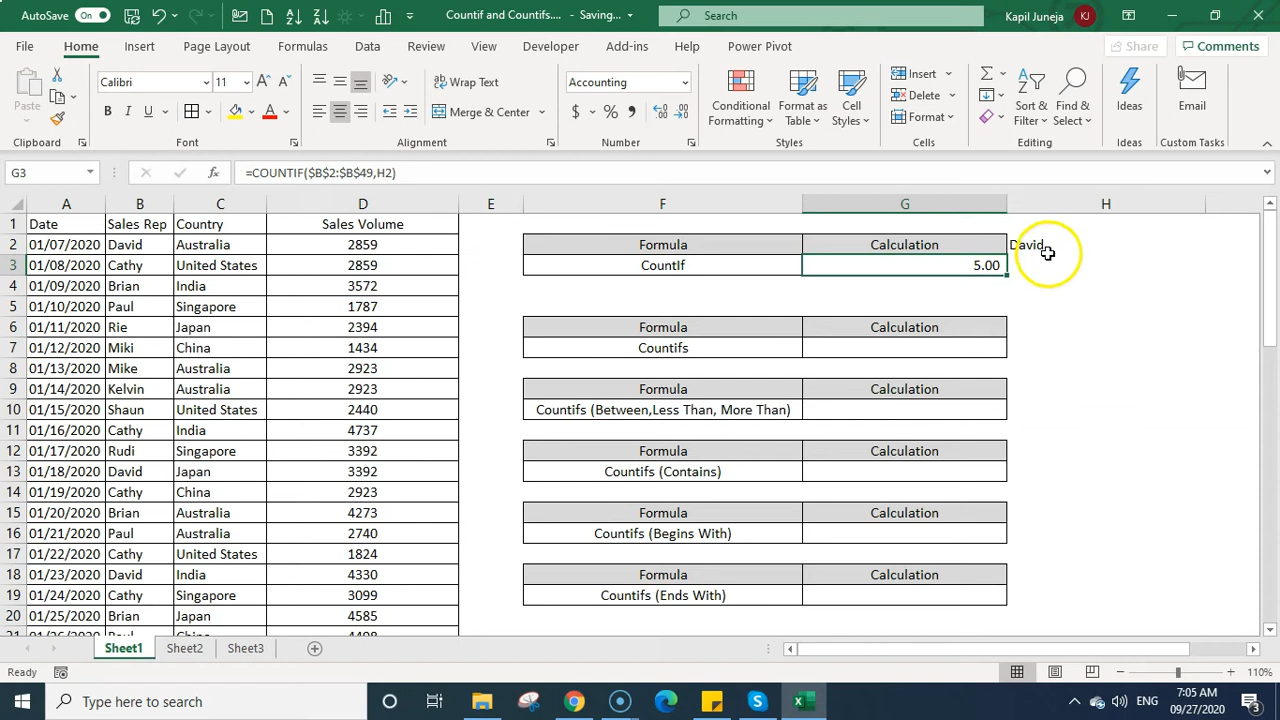 AutoSave On Countif and Countifs.... - Saving... Search Kapil Juneja KJ
File Home Insert Page Layout Formulas Data Review View Developer Add-ins Help Power Pivot Share Comments
Paste Calibri 11 A A Wrap Text Accounting Conditional Formatting Format as Table Cell Styles Insert Sort & Filter Find & Select Ideas Email
B I U Merge & Center $ % Delete
Format
Clipboard Font Alignment Number Styles Cells Editing Ideas Custom Tasks
G3 fx =COUNTIF($B$2:$B$49,H2)
A B C D E F G H
1 Date Sales Rep Country Sales Volume
2 01/07/2020 David Australia 2859 Formula Calculation David
3 01/08/2020 Cathy United States 2859 CountIf 5.00
4 01/09/2020 Brian India 3572
5 01/10/2020 Paul Singapore 1787
6 01/11/2020 Rie Japan 2394 Formula Calculation
7 01/12/2020 Miki China 1434 Countifs
8 01/13/2020 Mike Australia 2923
9 01/14/2020 Kelvin Australia 2923 Formula Calculation
10 01/15/2020 Shaun United States 2440 Countifs (Between,Less Than, More Than)
11 01/16/2020 Cathy India 4737
12 01/17/2020 Rudi Singapore 3392 Formula Calculation
13 01/18/2020 David Japan 3392 Countifs (Contains)
14 01/19/2020 Cathy China 2923
15 01/20/2020 Brian Australia 4273 Formula Calculation
16 01/21/2020 Paul Australia 2740 Countifs (Begins With)
17 01/22/2020 Cathy United States 1824
18 01/23/2020 David India 4330 Formula Calculation
19 01/24/2020 Cathy Singapore 3099 Countifs (Ends With)
20 01/25/2020 Brian Japan 4585
Sheet1 Sheet2 Sheet3
Ready 110%
Type here to search ENG 7:05 AM
09/27/2020 3